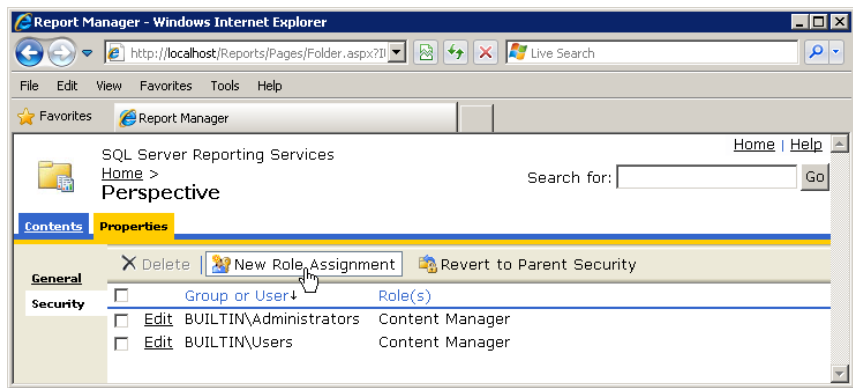 Report Manager - Windows Internet Explorer
http://localhost/Reports/Pages/Folder.aspx?I
Live Search
File Edit View Favorites Tools Help
Favorites
Report Manager
Home | Help
SQL Server Reporting Services
Home >
Search for:
Go
Perspective
Contents
Properties
Delete | New Role Assignment
Revert to Parent Security
General
Security
Group or User↓ Role(s)
Edit BUILTIN\Administrators Content Manager
Edit BUILTIN\Users Content Manager